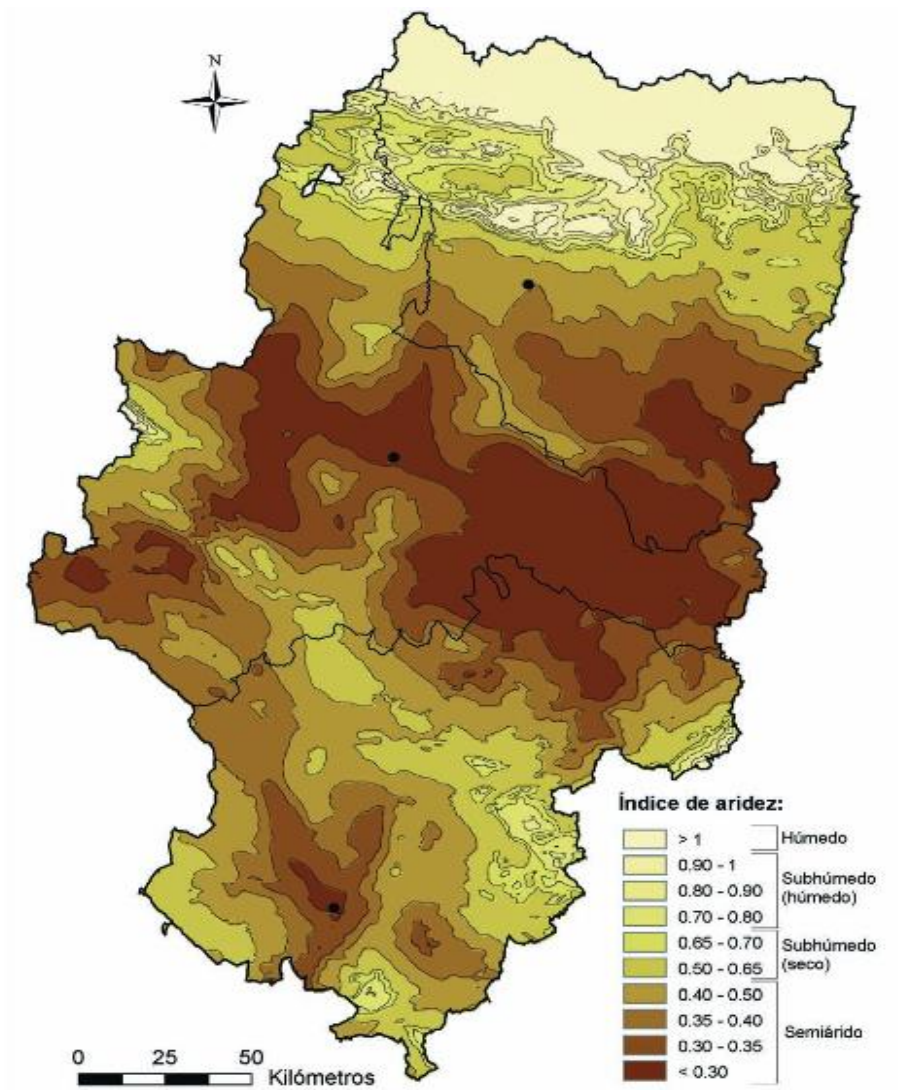 N
Índice de aridez:
> 1
Húmedo
0.90 - 1
0.80 - 0.90
0.70 - 0.80
Subhúmedo
(húmedo)
0.65 - 0.70
0.50 - 0.65
Subhúmedo
(seco)
0.40 - 0.50
0.35 - 0.40
0.30 - 0.35
< 0.30
Semiárido
0 25 50
Kilómetros